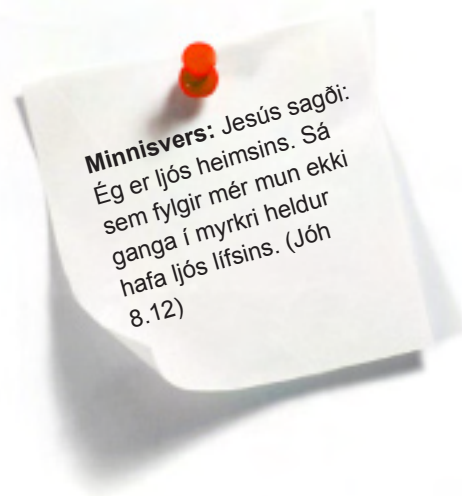 Minnisvers: Jesús sagði:
Ég er ljós heimsins. Sá
sem fylgir mér mun ekki
ganga í myrkri heldur
hafa ljós lífsins. (Jóh
8.12)